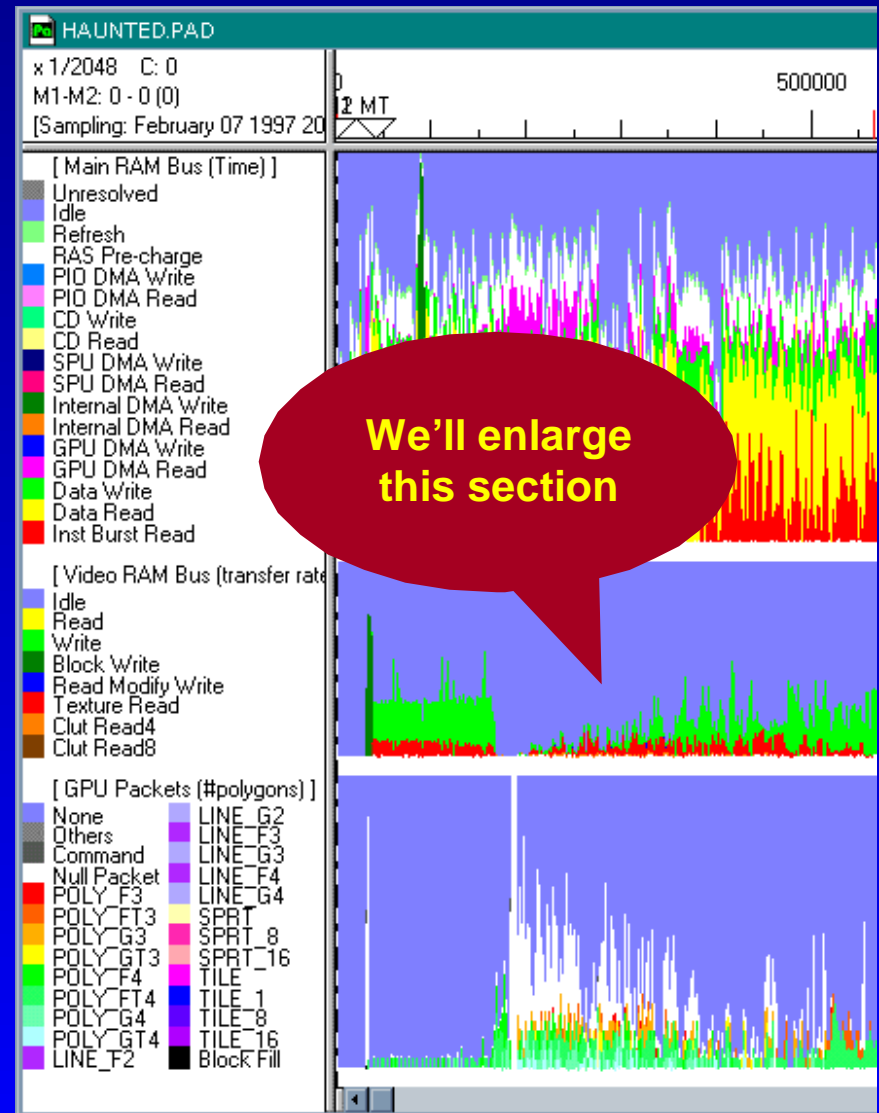 HAUNTED.PAD
x 1/2048 C: 0
M1-M2: 0 - 0 (0)
[Sampling: February 07 1997 20
0
500000
MT
[ Main RAM Bus (Time) ]
Unresolved
Idle
Refresh
RAS Pre-charge
PIO DMA Write
PIO DMA Read
CD Write
CD Read
SPU DMA Write
SPU DMA Read
Internal DMA Write
Internal DMA Read
GPU DMA Write
GPU DMA Read
Data Write
Data Read
Inst Burst Read
We'll enlarge
this section
[ Video RAM Bus (transfer rate
Idle
Read
Write
Block Write
Read Modify Write
Texture Read
Clut Read4
Clut Read8
[ GPU Packets (#polygons) ]
None
Others
Command
Null Packet
POLY_F3
POLY_FT3
POLY_G3
POLY_GT3
POLY_F4
POLY_FT4
POLY_G4
POLY_GT4
LINE_F2
LINE_G2
LINE_F3
LINE_G3
LINE_F4
LINE_G4
SPRT
SPRT_8
SPRT_16
TILE
TILE_1
TILE_8
TILE_16
Block Fill